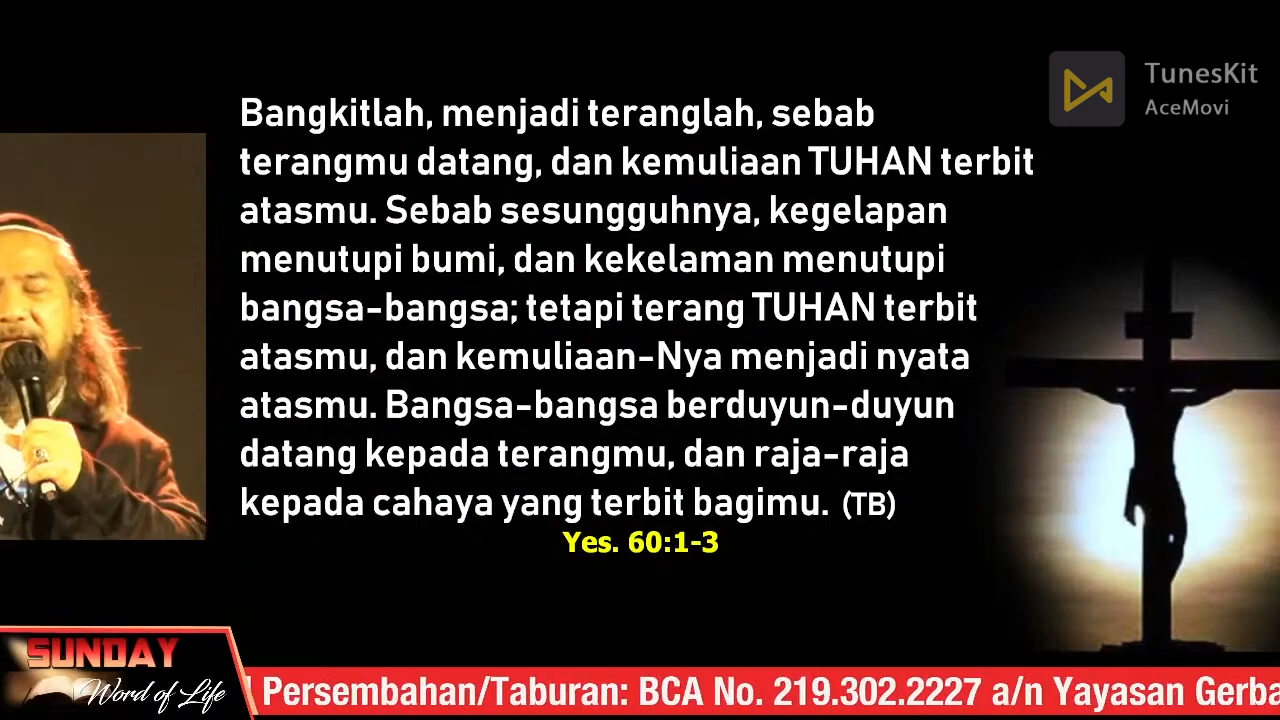 TunesKit
AceMovi
Bangkitlah, menjadi teranglah, sebab
terangmu datang, dan kemuliaan TUHAN terbit
atasmu. Sebab sesungguhnya, kegelapan
menutupi bumi, dan kekelaman menutupi
bangsa-bangsa; tetapi terang TUHAN terbit
atasmu, dan kemuliaan-Nya menjadi nyata
atasmu. Bangsa-bangsa berduyun-duyun
datang kepada terangmu, dan raja-raja
kepada cahaya yang terbit bagimu. (TB)
Yes. 60:1-3
SUNDAY
Word of Life
Persembahan/Taburan: BCA No. 219.302.2227 a/n Yayasan Gerba